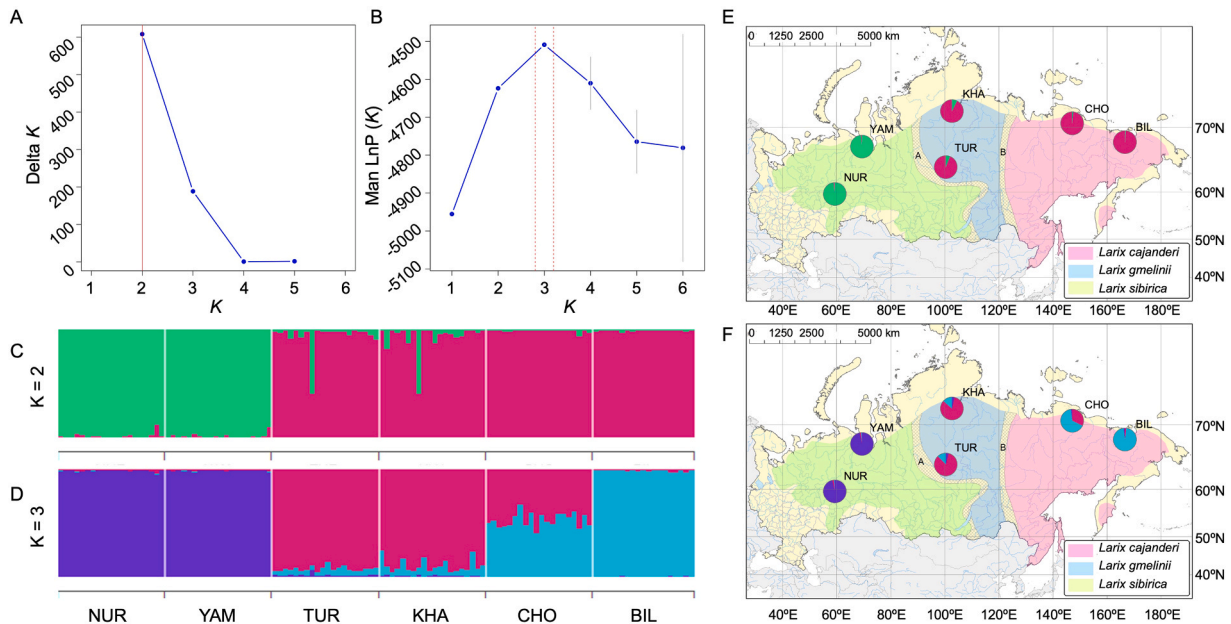 A
600
500
400
300
200
100
0
Delta K
1 2 3 4 5 6
K
B
-4500
-4600
-4700
-4800
-4900
-5000
-5100
Man LnP (K)
1 2 3 4 5 6
K
C
K = 2
D
K = 3
NUR YAM TUR KHA CHO BIL
E
0 1250 2500 5000 km
KHA
CHO
YAM
BIL
TUR
NUR
A
B
70ºN
60ºN
50ºN
40ºN
Larix cajanderi
Larix gmelinii
Larix sibirica
40ºE 60ºE 80ºE 100ºE 120ºE 140ºE 160ºE 180ºE
F
0 1250 2500 5000 km
KHA
CHO
YAM
BIL
TUR
NUR
A
B
70ºN
60ºN
50ºN
40ºN
Larix cajanderi
Larix gmelinii
Larix sibirica
40ºE 60ºE 80ºE 100ºE 120ºE 140ºE 160ºE 180ºE